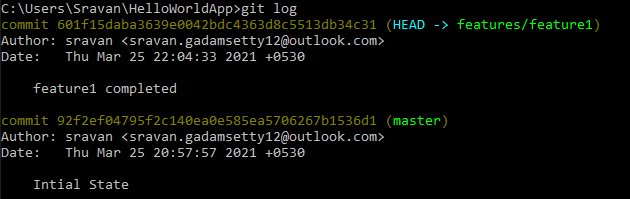 C:\Users\Sravan\HelloWorldApp>git log
commit 601f15daba3639e0042bdc4363d8c5513db34c31 (HEAD -> features/feature1)
Author: sravan <sravan.gadamsetty12@outlook.com>
Date:   Thu Mar 25 22:04:33 2021 +0530
    feature1 completed
commit 92f2ef04795f2c140ea0e585ea5706267b1536d1 (master)
Author: sravan <sravan.gadamsetty12@outlook.com>
Date:   Thu Mar 25 20:57:57 2021 +0530
    Intial State